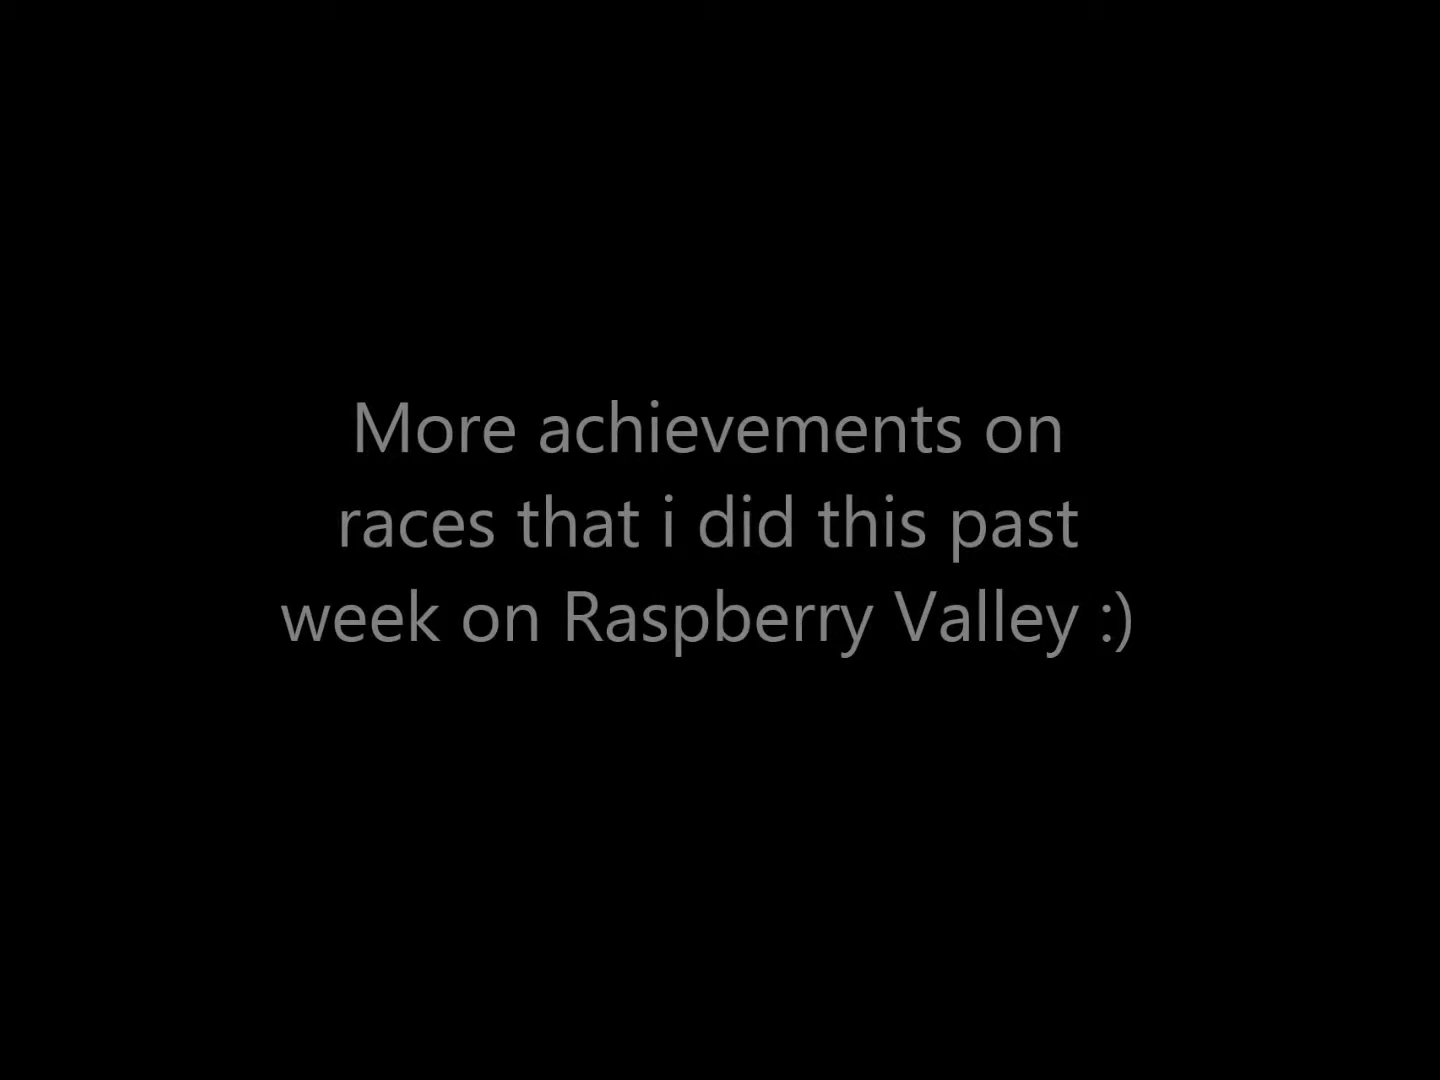 More achievements on
races that i did this past
week on Raspberry Valley :)